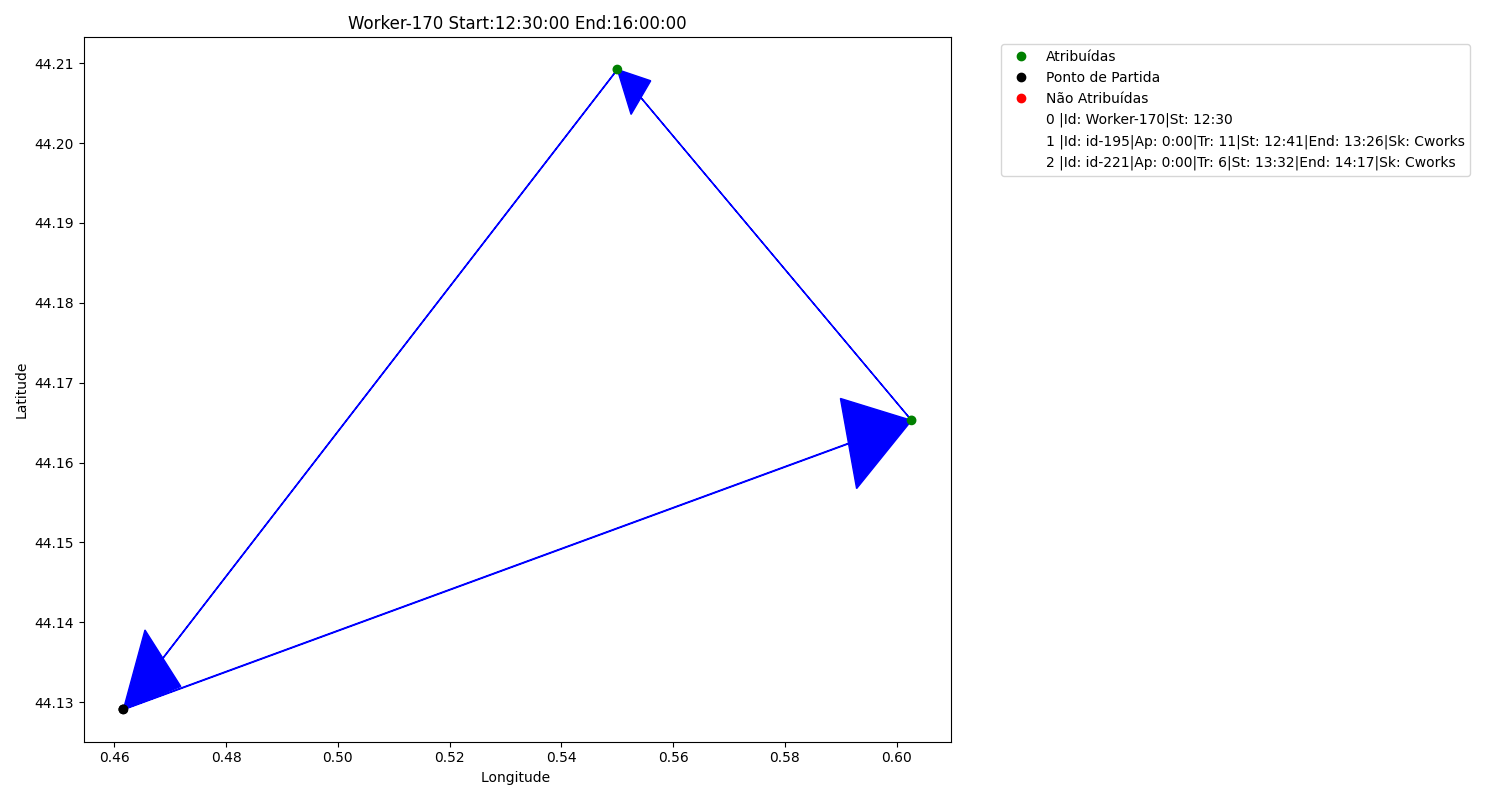 Worker-170 Start:12:30:00 End:16:00:00
44.21
44.20
44.19
44.18
44.17
44.16
44.15
44.14
44.13
Latitude
0.46 0.48 0.50 0.52 0.54 0.56 0.58 0.60
Longitude
Atribuídas
Ponto de Partida
Não Atribuídas
0 |Id: Worker-170|St: 12:30
1 |Id: id-195|Ap: 0:00|Tr: 11|St: 12:41|End: 13:26|Sk: Cworks
2 |Id: id-221|Ap: 0:00|Tr: 6|St: 13:32|End: 14:17|Sk: Cworks